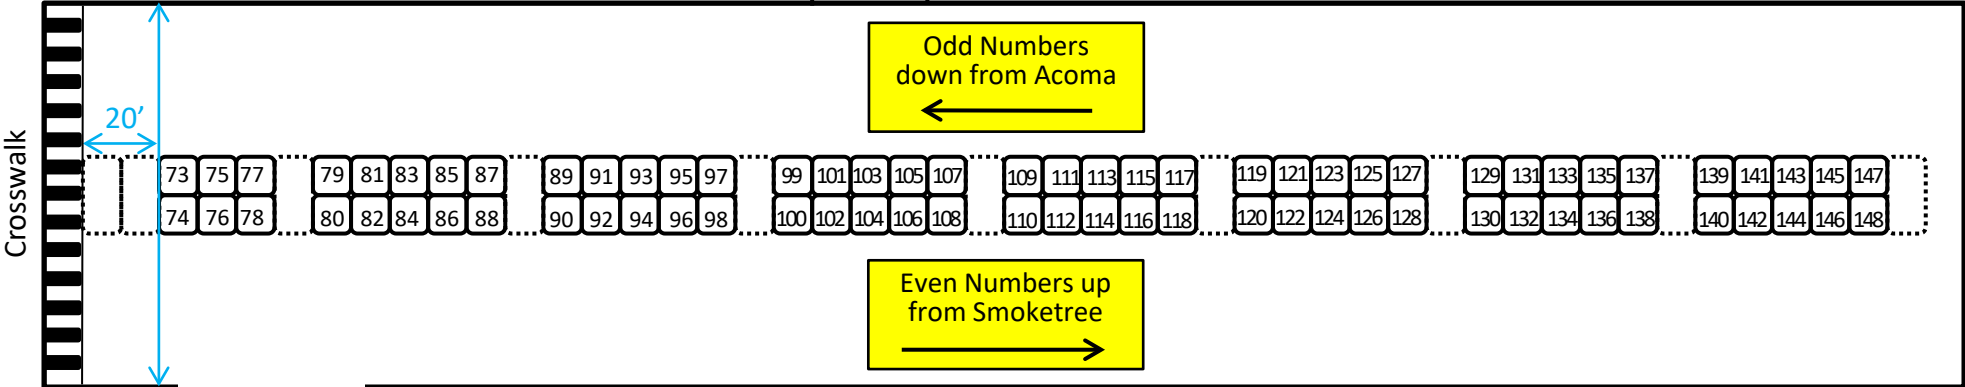 Odd Numbers
down from Acoma
20’
Crosswalk
73 75 77 79 81 83 85 87 89 91 93 95 97 99 101 103 105 107 109 111 113 115 117 119 121 123 125 127 129 131 133 135 137 139 141 143 145 147
74 76 78 80 82 84 86 88 90 92 94 96 98 100 102 104 106 108 110 112 114 116 118 120 122 124 126 128 130 132 134 136 138 140 142 144 146 148
Even Numbers up
from Smoketree